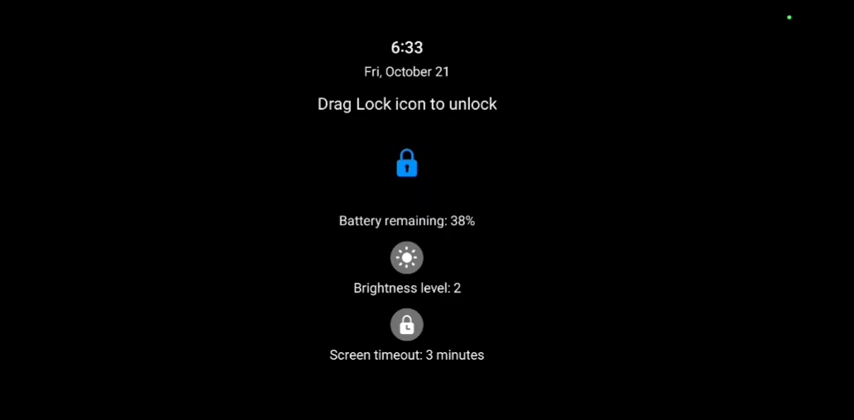 6:33
Fri, October 21
Drag Lock icon to unlock
Battery remaining: 38%
Brightness level: 2
Screen timeout: 3 minutes